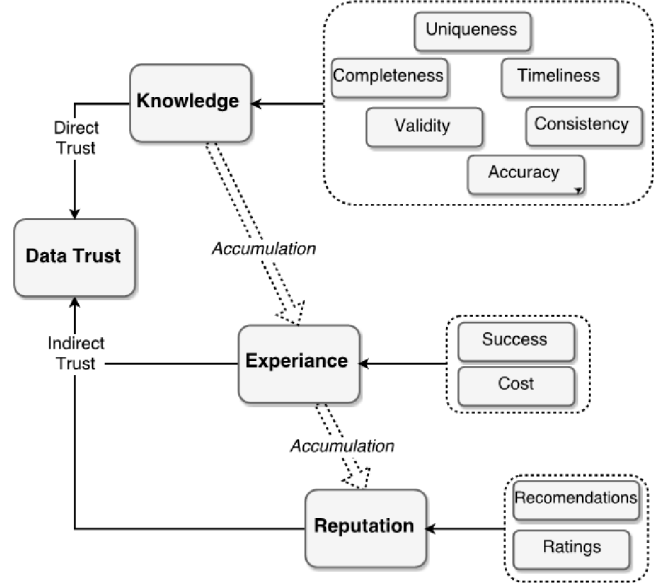 Uniqueness
Completeness
Timeliness
Knowledge
Validity
Consistency
Direct
Trust
Accuracy
Data Trust
Accumulation
Indirect
Trust
Experiance
Success
Cost
Accumulation
Reputation
Recomendations
Ratings